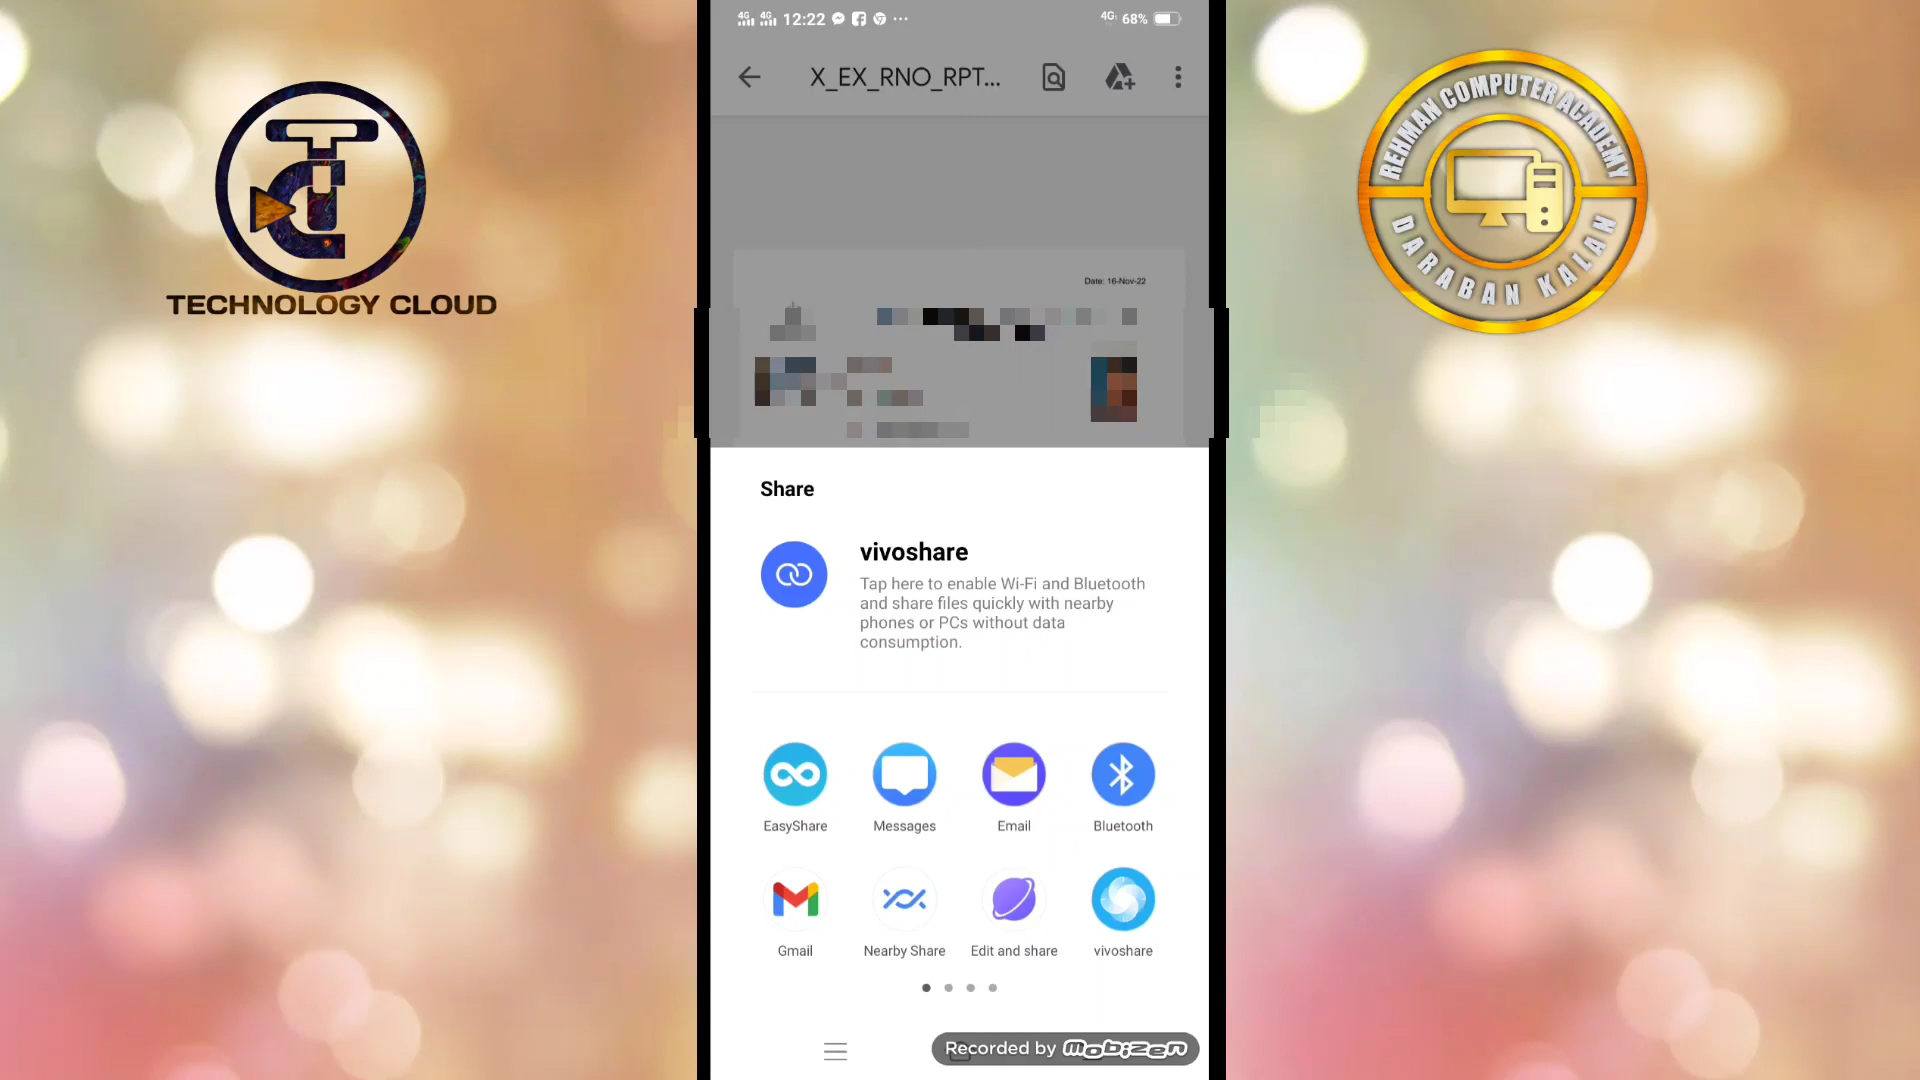 TECHNOLOGY CLOUD
REHMAN COMPUTER ACADEMY
DARABAN KALAN
4G 4G 12:22
4G 68%
X_EX_RNO_RPT...
Date: 16-Nov-22
Share
vivoshare
Tap here to enable Wi-Fi and Bluetooth
and share files quickly with nearby
phones or PCs without data
consumption.
EasyShare Messages Email Bluetooth
Gmail Nearby Share Edit and share vivoshare
Recorded by mobizen